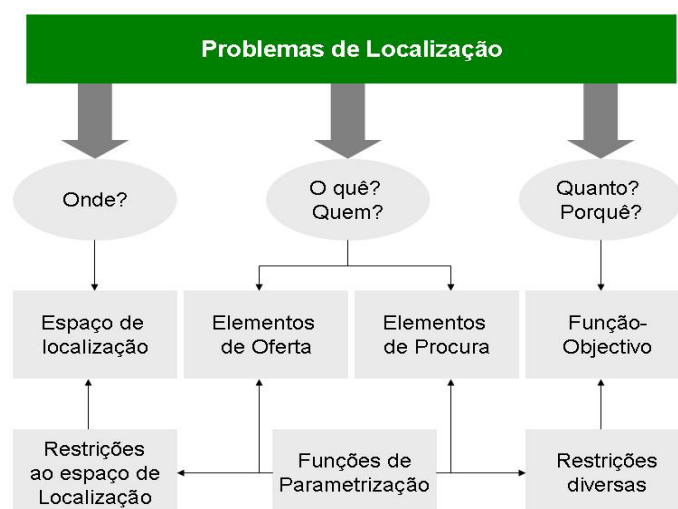 Problemas de Localização
Onde?
O quê?
Quem?
Quanto?
Porquê?
Espaço de
localização
Elementos
de Oferta
Elementos
de Procura
Função-
Objectivo
Restrições
ao espaço de
Localização
Funções de
Parametrização
Restrições
diversas